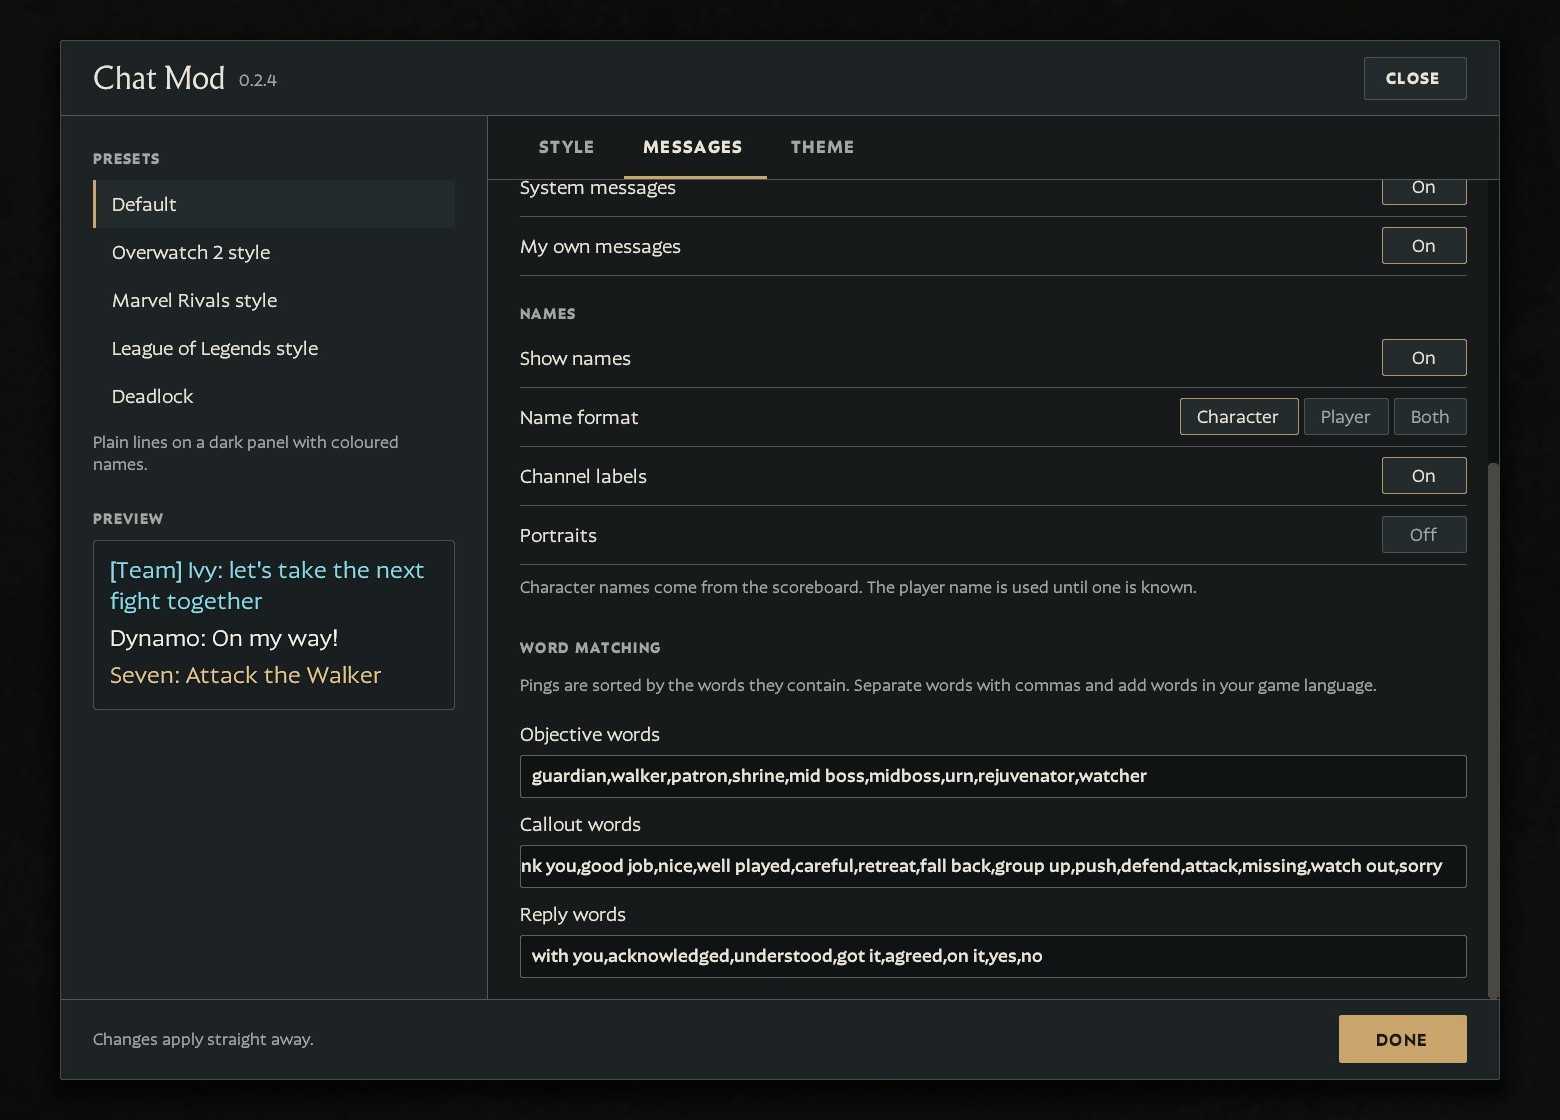 Chat Mod 0.2.4
CLOSE
PRESETS
Default
Overwatch 2 style
Marvel Rivals style
League of Legends style
Deadlock
Plain lines on a dark panel with coloured
names.
PREVIEW
[Team] Ivy: let's take the next
fight together
Dynamo: On my way!
Seven: Attack the Walker
STYLE MESSAGES THEME
System messages On
My own messages On
NAMES
Show names On
Name format Character Player Both
Channel labels On
Portraits Off
Character names come from the scoreboard. The player name is used until one is known.
WORD MATCHING
Pings are sorted by the words they contain. Separate words with commas and add words in your game language.
Objective words
guardian,walker,patron,shrine,mid boss,midboss,urn,rejuvenator,watcher
Callout words
nk you,good job,nice,well played,careful,retreat,fall back,group up,push,defend,attack,missing,watch out,sorry
Reply words
with you,acknowledged,understood,got it,agreed,on it,yes,no
Changes apply straight away.
DONE